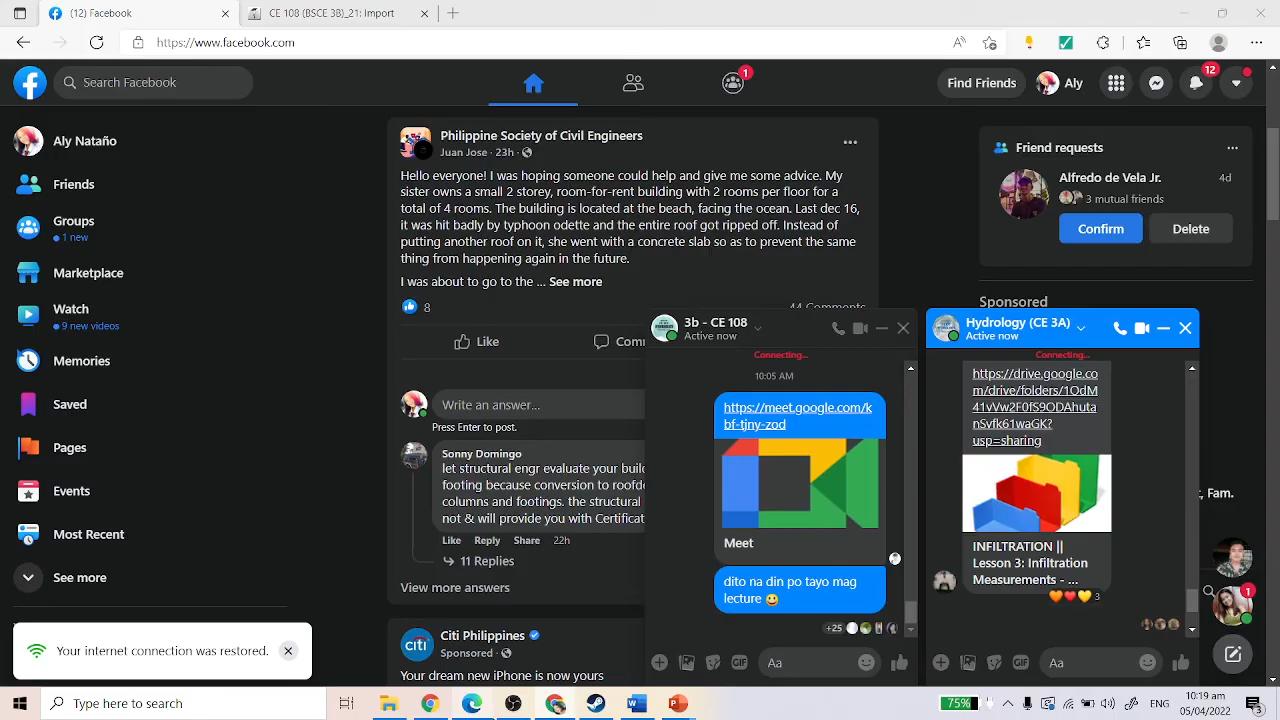 (12) Facebook
CE 108 (BSCE 3B)_21: Import
https://www.facebook.com
Search Facebook
1
Find Friends
Aly
12
Aly Nataño
Friends
Groups
1 new
Marketplace
Watch
9 new videos
Memories
Saved
Pages
Events
Most Recent
See more
Your internet connection was restored.
Philippine Society of Civil Engineers
Juan Jose · 23h ·
Hello everyone! I was hoping someone could help and give me some advice. My
sister owns a small 2 storey, room-for-rent building with 2 rooms per floor for a
total of 4 rooms. The building is located at the beach, facing the ocean. Last dec 16,
it was hit badly by typhoon odette and the entire roof got ripped off. Instead of
putting another roof on it, she went with a concrete slab so as to prevent the same
thing from happening again in the future.
I was about to go to the ... See more
8
44 Comments
Like
Comm
Write an answer...
Press Enter to post.
Sonny Domingo
let structural engr evaluate your build
footing because conversion to roofde
columns and footings. the structural
not & will provide you with Certificat
Like Reply Share 22h
11 Replies
View more answers
Citi Philippines
Sponsored ·
Your dream new iPhone is now yours
Friend requests
Alfredo de Vela Jr.
4d
3 mutual friends
Confirm
Delete
Sponsored
3b - CE 108
Active now
Connecting...
10:05 AM
https://meet.google.com/k
bf-tjny-zod
Meet
dito na din po tayo mag
lecture
+25
GIF
Aa
Hydrology (CE 3A)
Active now
Connecting...
https://drive.google.co
m/drive/folders/1OdM
41vVw2F0fS9ODAhuta
nSvfk61waGK?
usp=sharing
INFILTRATION ||
Lesson 3: Infiltration
Measurements - ...
3
GIF
Aa
, Fam.
1
Type here to search
75%
10:19 am
05/04/2022
3